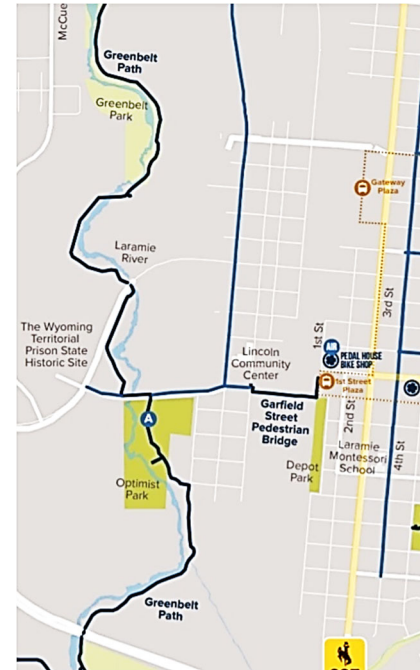 McCue
Greenbelt
Path
Greenbelt
Park
Gateway
Plaza
Laramie
River
3rd St
1st St
The Wyoming
Territorial
Prison State
Historic Site
AIR
PEDAL HOUSE
BIKE SHOP
Lincoln
Community
Center
1st Street
Plaza
A
Garfield
Street
Pedestrian
Bridge
2nd St
4th St
Laramie
Montessori
School
Depot
Park
Optimist
Park
Greenbelt
Path